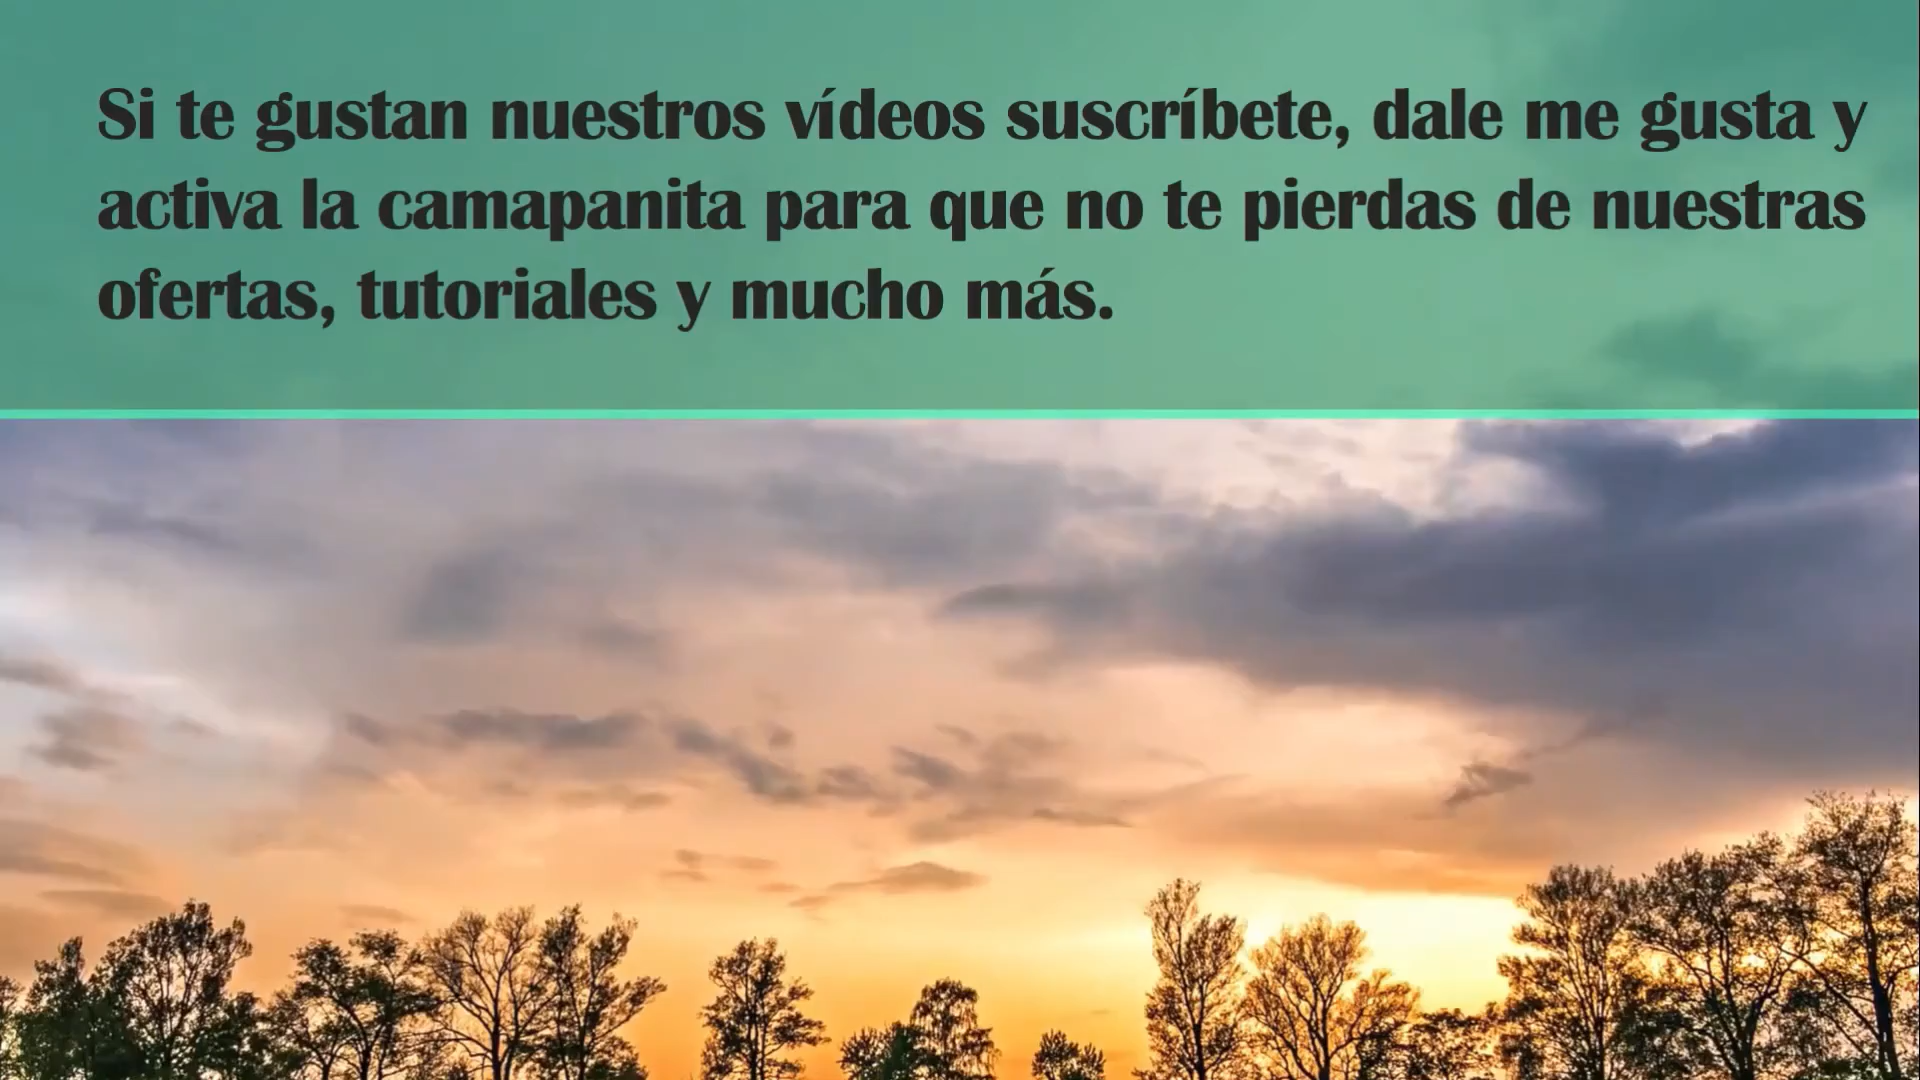 Si te gustan nuestros vídeos suscríbete, dale me gusta y
activa la camapanita para que no te pierdas de nuestras
ofertas, tutoriales y mucho más.